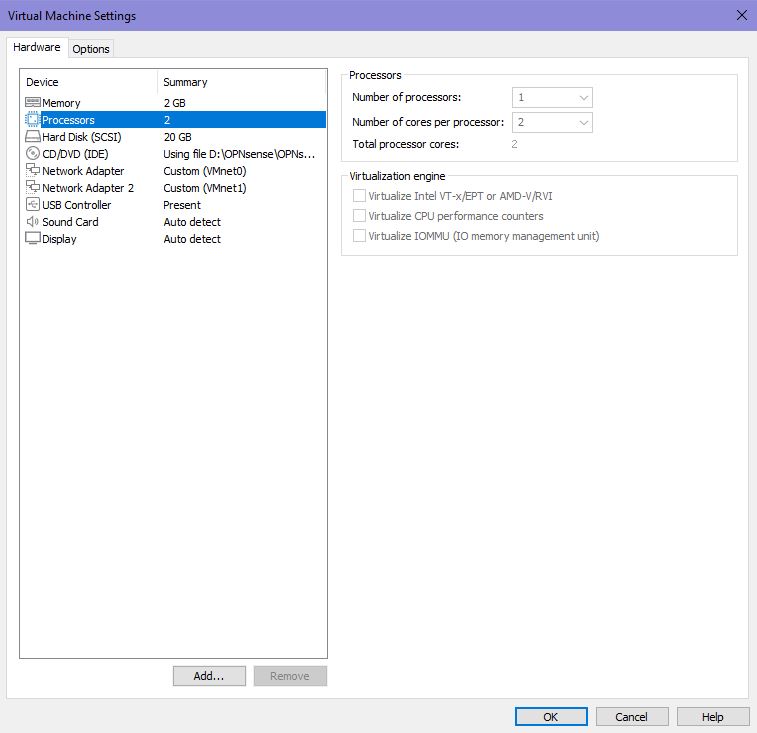 Virtual Machine Settings
Hardware
Options
Device Summary
Memory 2 GB
Processors 2
Hard Disk (SCSI) 20 GB
CD/DVD (IDE) Using file D:\OPNsense\OPNs...
Network Adapter Custom (VMnet0)
Network Adapter 2 Custom (VMnet1)
USB Controller Present
Sound Card Auto detect
Display Auto detect
Add...
Remove
Processors
Number of processors: 1
Number of cores per processor: 2
Total processor cores: 2
Virtualization engine
Virtualize Intel VT-x/EPT or AMD-V/RVI
Virtualize CPU performance counters
Virtualize IOMMU (IO memory management unit)
OK
Cancel
Help